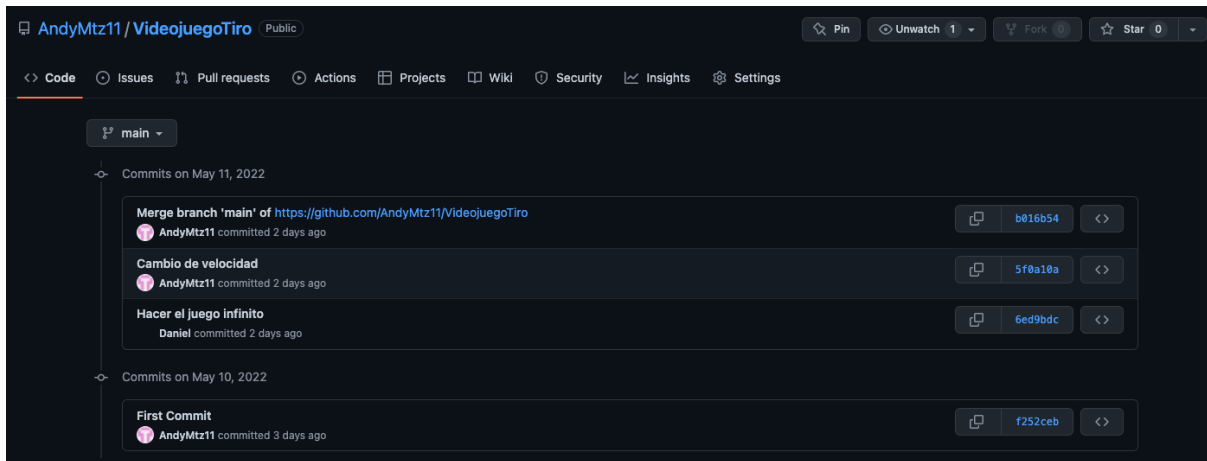 AndyMtz11 / VideojuegoTiro Public Pin Unwatch 1 Fork 0 Star 0
<> Code Issues Pull requests Actions Projects Wiki Security Insights Settings
main
Commits on May 11, 2022
Merge branch 'main' of https://github.com/AndyMtz11/VideojuegoTiro
AndyMtz11 committed 2 days ago
b016b54 <>
Cambio de velocidad
AndyMtz11 committed 2 days ago
5f0a10a <>
Hacer el juego infinito
Daniel committed 2 days ago
6ed9bdc <>
Commits on May 10, 2022
First Commit
AndyMtz11 committed 3 days ago
f252ceb <>